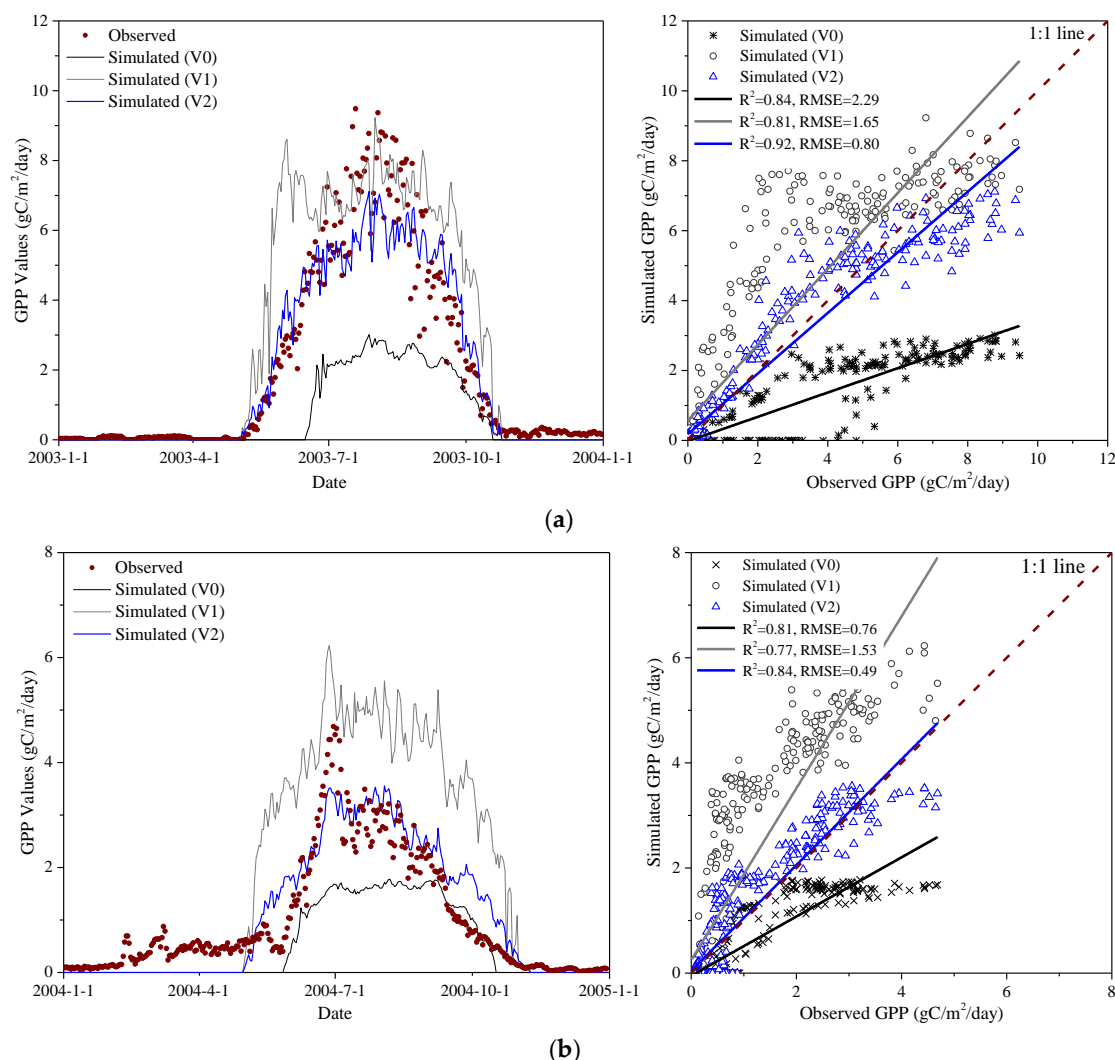 Observed
Simulated (V0)
Simulated (V1)
Simulated (V2)
12
10
8
6
4
2
0
GPP Values (gC/m²/day)
2003-1-1
2003-4-1
2003-7-1
2003-10-1
2004-1-1
Date
1:1 line
Simulated (V0)
Simulated (V1)
Simulated (V2)
R²=0.84, RMSE=2.29
R²=0.81, RMSE=1.65
R²=0.92, RMSE=0.80
12
10
8
6
4
2
0
Simulated GPP (gC/m²/day)
0
2
4
6
8
10
12
Observed GPP (gC/m²/day)
(a)
Observed
Simulated (V0)
Simulated (V1)
Simulated (V2)
8
6
4
2
0
GPP Values (gC/m²/day)
2004-1-1
2004-4-1
2004-7-1
2004-10-1
2005-1-1
Date
1:1 line
Simulated (V0)
Simulated (V1)
Simulated (V2)
R²=0.81, RMSE=0.76
R²=0.77, RMSE=1.53
R²=0.84, RMSE=0.49
8
6
4
2
0
Simulated GPP (gC/m²/day)
0
2
4
6
8
Observed GPP (gC/m²/day)
(b)